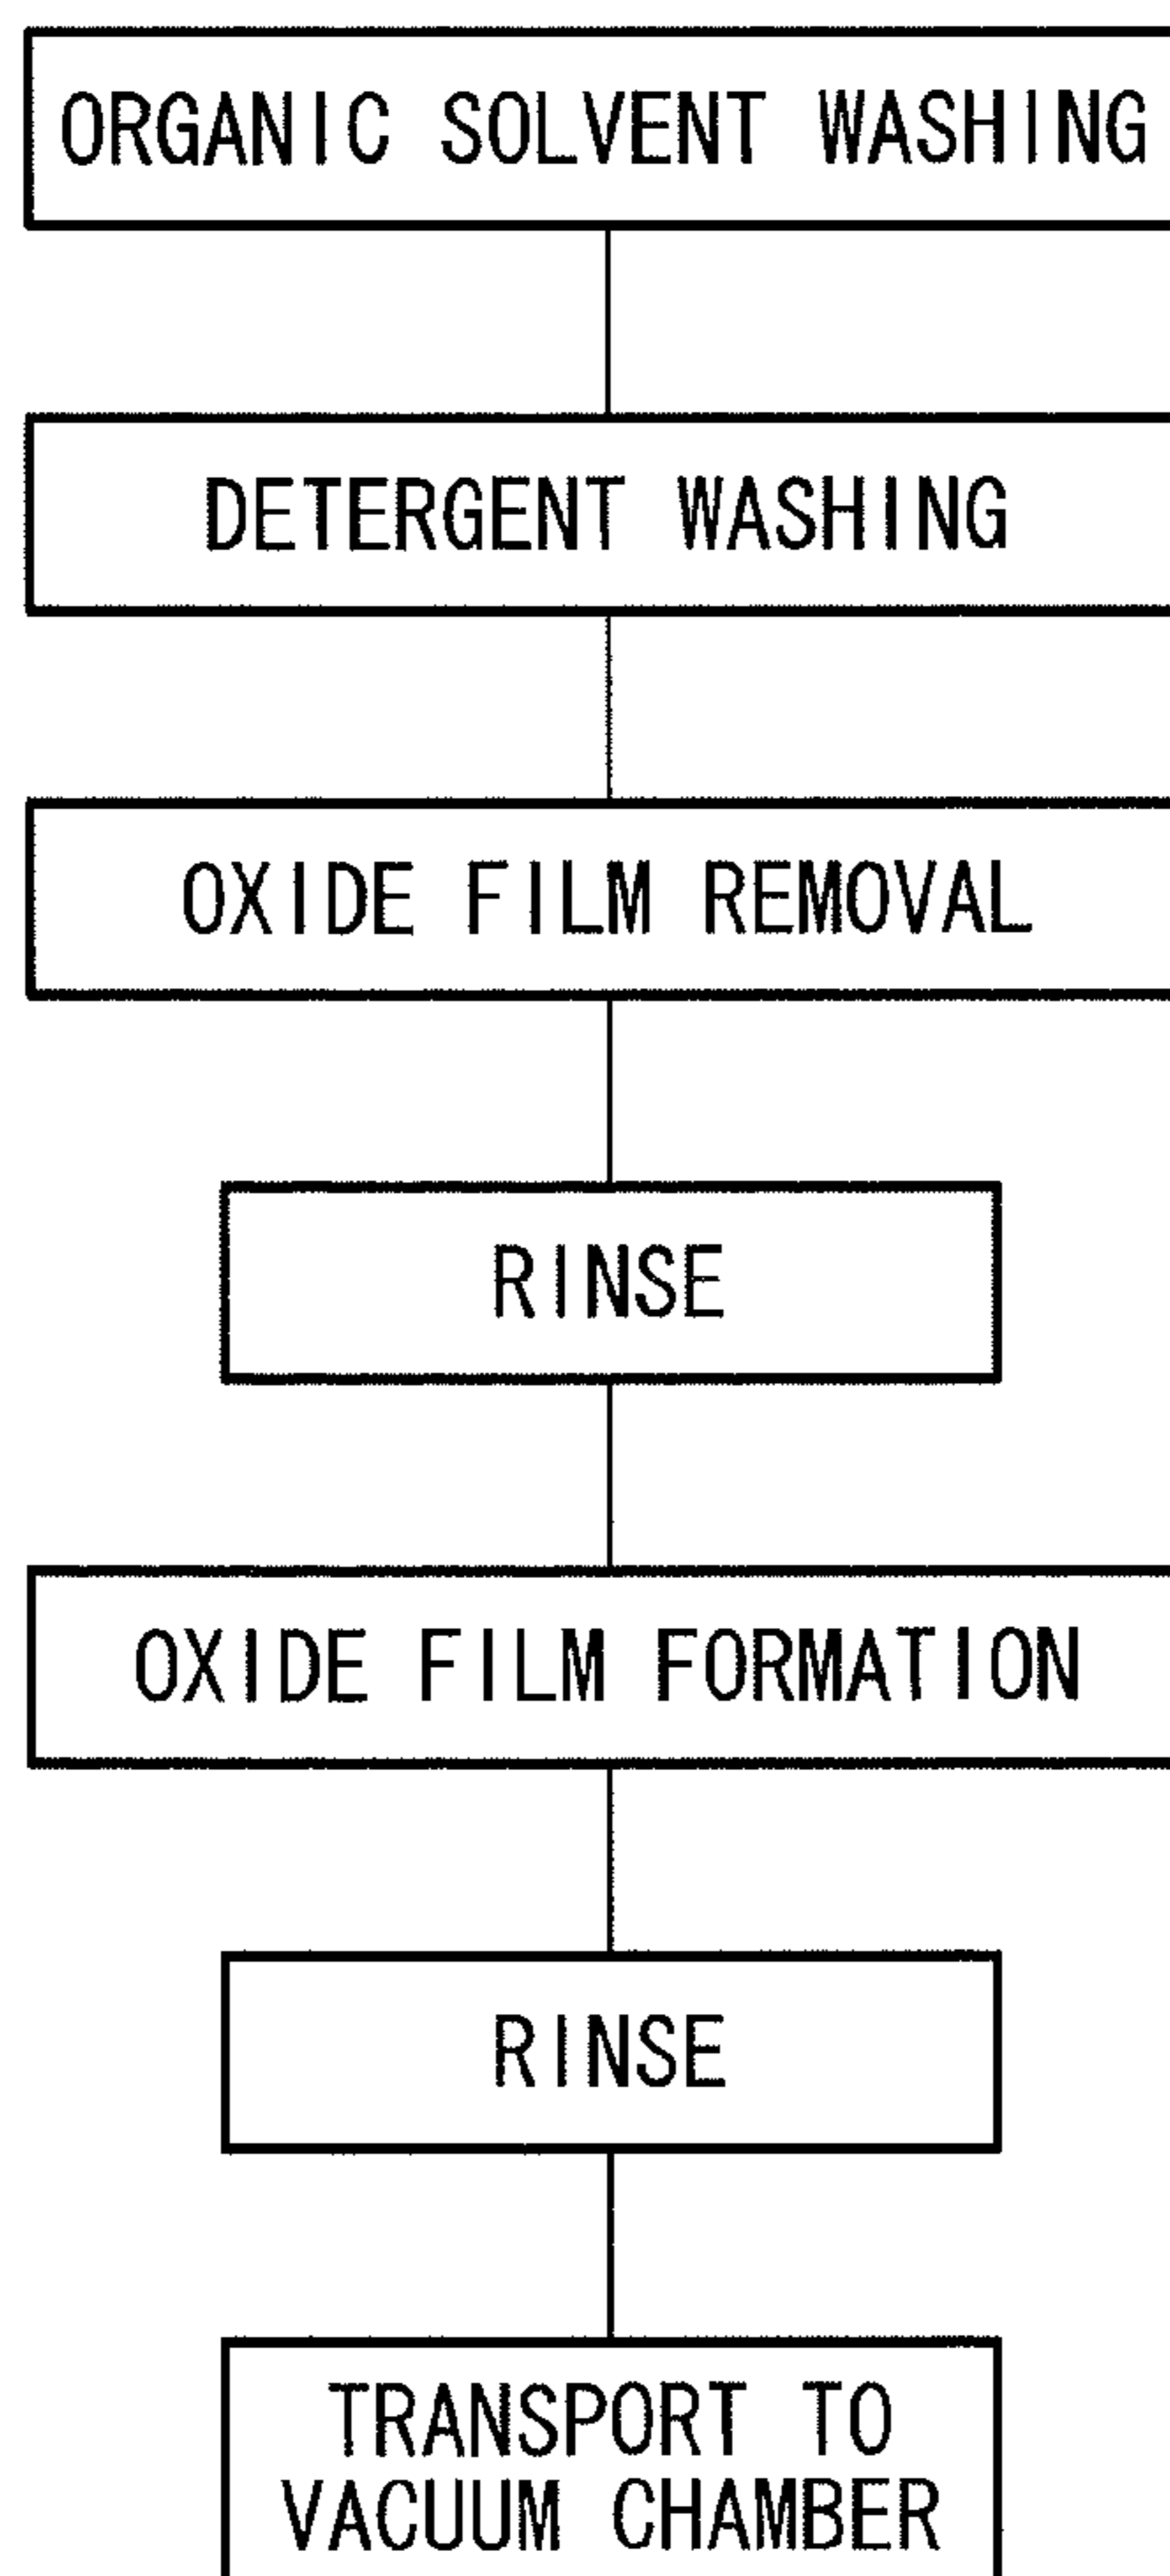 ORGANIC SOLVENT WASHING
DETERGENT WASHING
OXIDE FILM REMOVAL
RINSE
OXIDE FILM FORMATION
RINSE
TRANSPORT TO
VACUUM CHAMBER